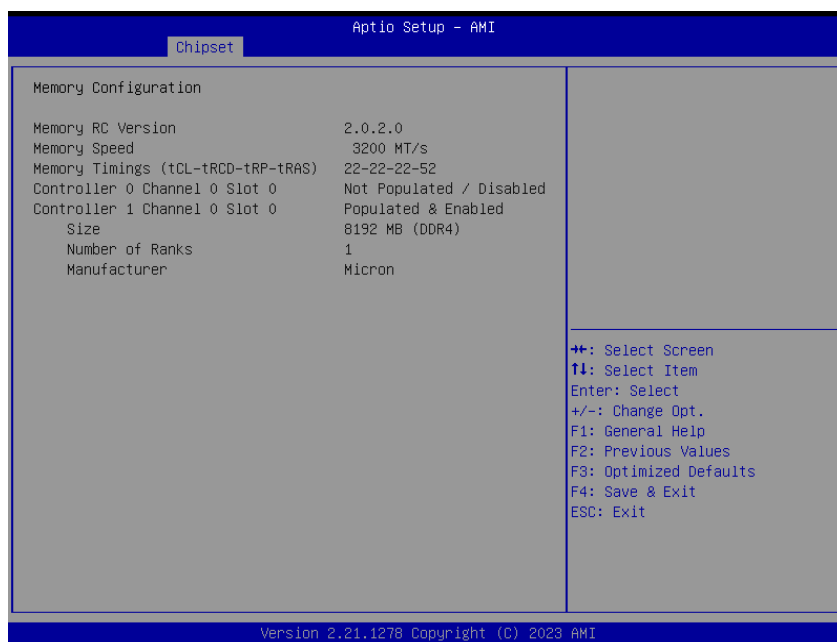 Aptio Setup – AMI
Chipset
Memory Configuration
Memory RC Version 2.0.2.0
Memory Speed 3200 MT/s
Memory Timings (tCL-tRCD-tRP-tRAS) 22-22-22-52
Controller 0 Channel 0 Slot 0 Not Populated / Disabled
Controller 1 Channel 0 Slot 0 Populated & Enabled
Size 8192 MB (DDR4)
Number of Ranks 1
Manufacturer Micron
→←: Select Screen
↑↓: Select Item
Enter: Select
+/-: Change Opt.
F1: General Help
F2: Previous Values
F3: Optimized Defaults
F4: Save & Exit
ESC: Exit
Version 2.21.1278 Copyright (C) 2023 AMI